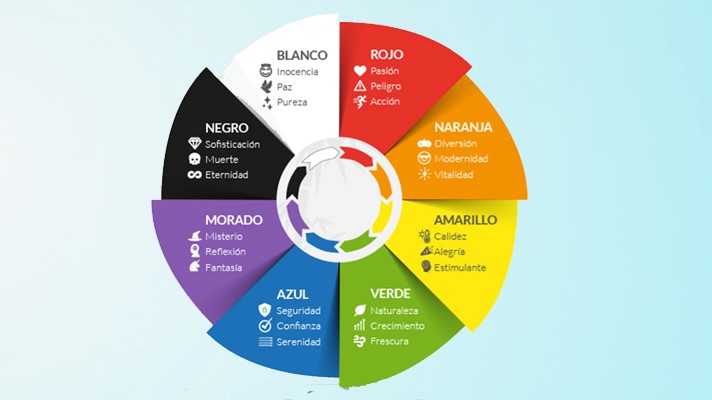 BLANCO
Inocencia
Paz
Pureza
ROJO
Pasión
Peligro
Acción
NARANJA
Diversión
Modernidad
Vitalidad
AMARILLO
Calidez
Alegría
Estimulante
VERDE
Naturaleza
Crecimiento
Frescura
AZUL
Seguridad
Confianza
Serenidad
MORADO
Misterio
Reflexión
Fantasía
NEGRO
Sofisticación
Muerte
Eternidad